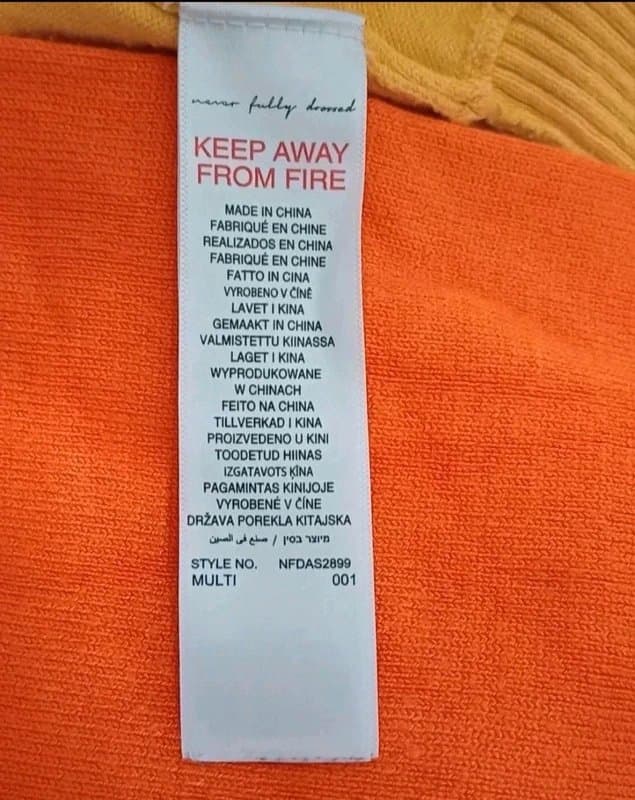 never fully dressed
KEEP AWAY
FROM FIRE
MADE IN CHINA
FABRIQUÉ EN CHINE
REALIZADOS EN CHINA
FABRIQUÉ EN CHINE
FATTO IN CINA
VYROBENO V ČÍNĚ
LAVET I KINA
GEMAAKT IN CHINA
VALMISTETTU KIINASSA
LAGET I KINA
WYPRODUKOWANE
W CHINACH
FEITO NA CHINA
TILLVERKAD I KINA
PROIZVEDENO U KINI
TOODETUD HIINAS
IZGATAVOTS ĶĪNA
PAGAMINTAS KINIJOJE
VYROBENÉ V ČÍNE
DRŽAVA POREKLA KITAJSKA
מיוצר בסין / صنع في الصين
STYLE NO. NFDAS2899
MULTI 001